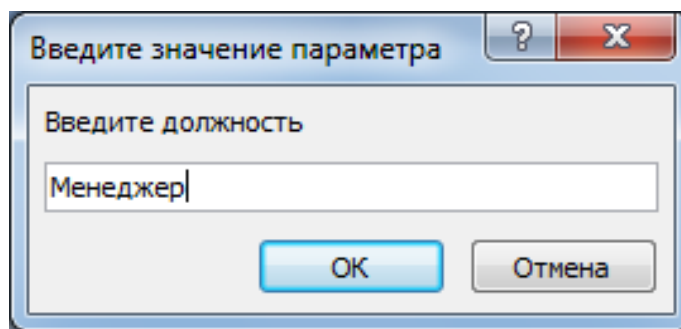 Введите значение параметра
Введите должность
Менеджер
ОК
Отмена